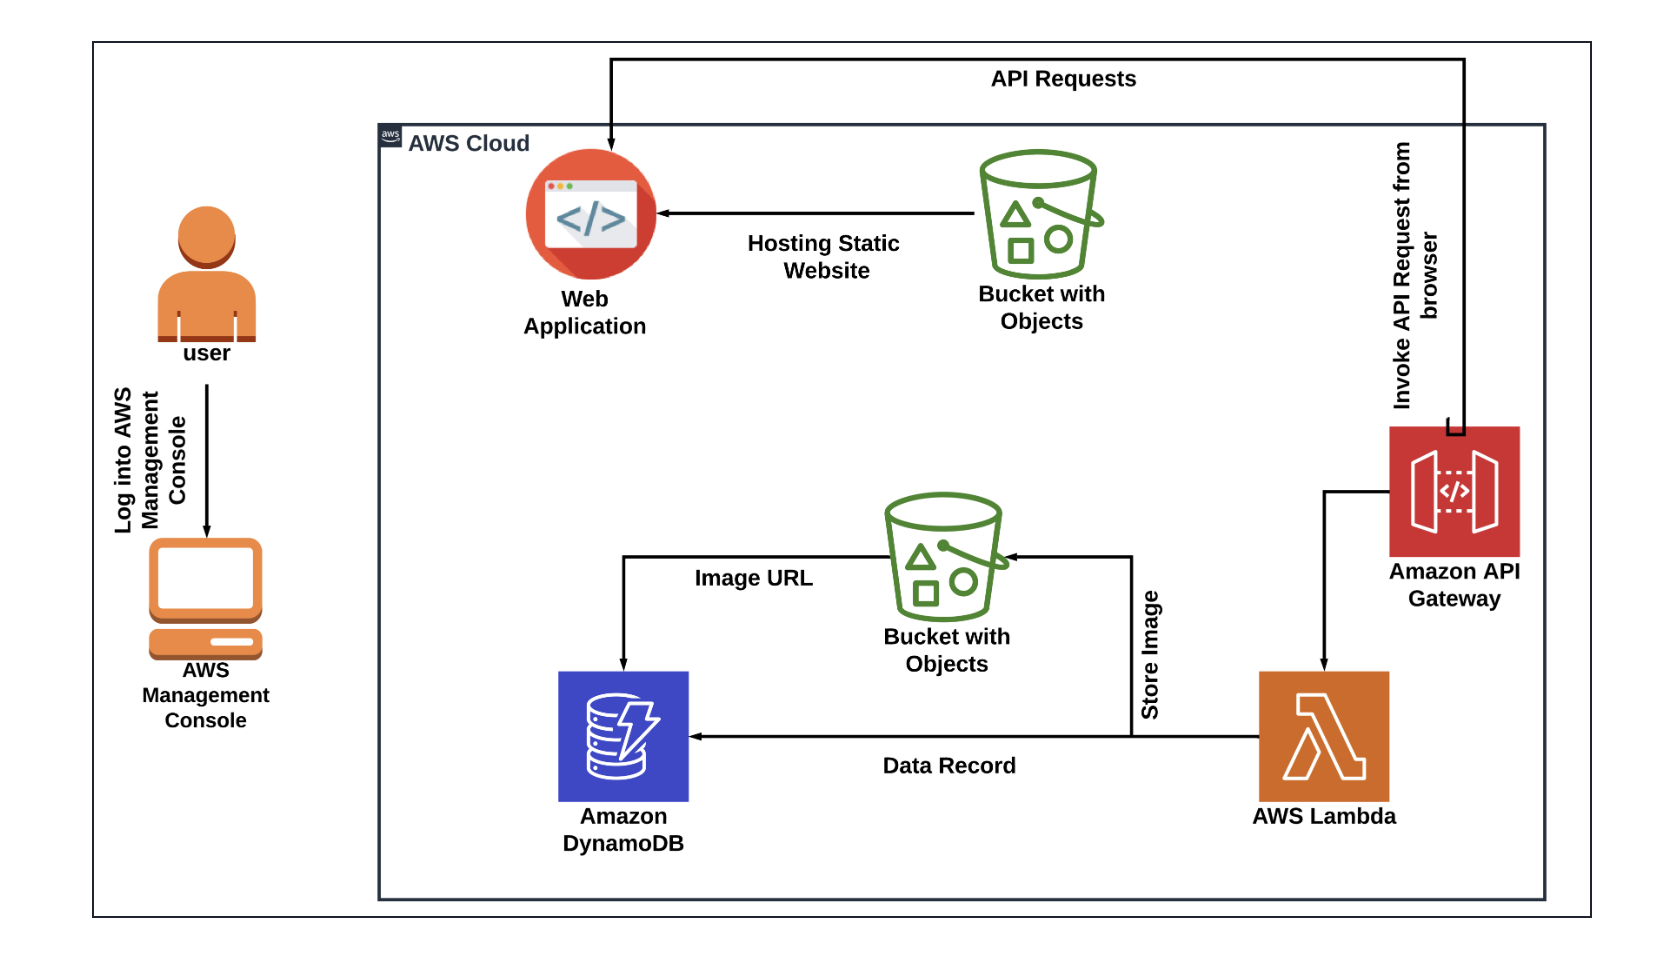 API Requests
aws
AWS Cloud
Hosting Static
Website
Web
Application
Bucket with
Objects
Invoke API Request from
browser
user
Log into AWS
Management
Console
AWS
Management
Console
Amazon API
Gateway
Image URL
Bucket with
Objects
Store Image
Data Record
Amazon
DynamoDB
AWS Lambda